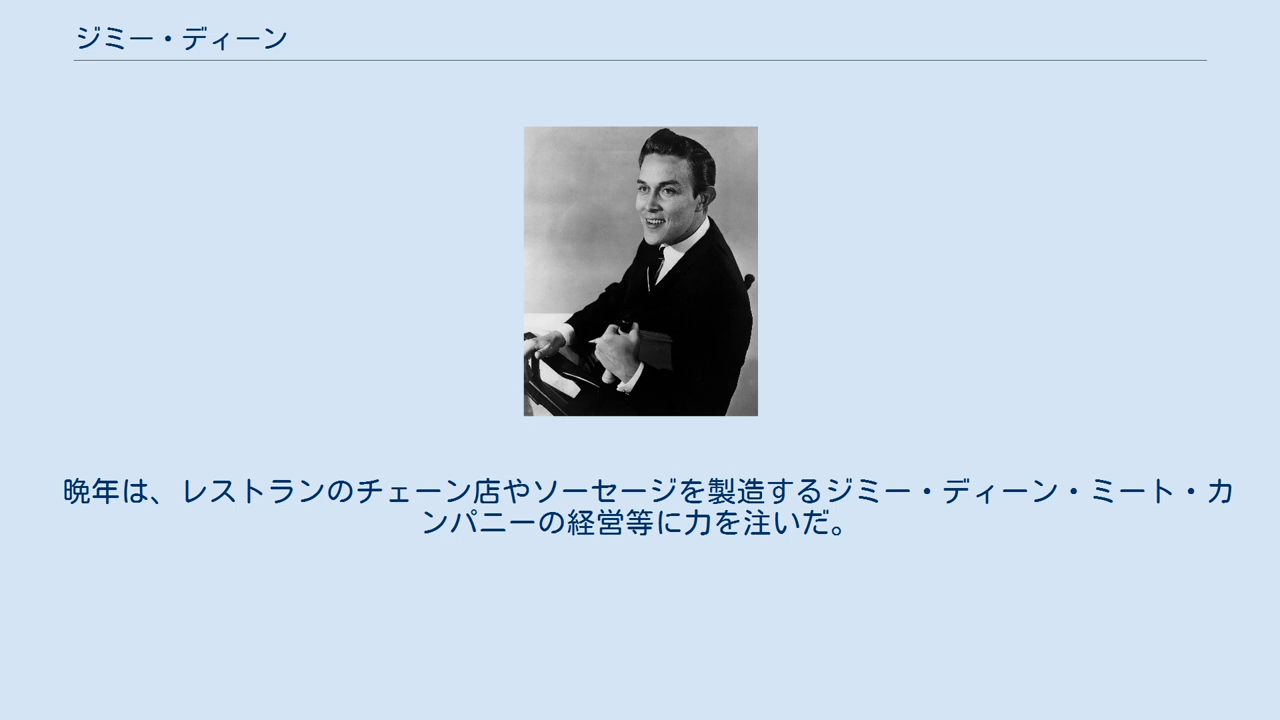 ジミー・ディーン
晩年は、レストランのチェーン店やソーセージを製造するジミー・ディーン・ミート・カ
ンパニーの経営等に力を注いだ。